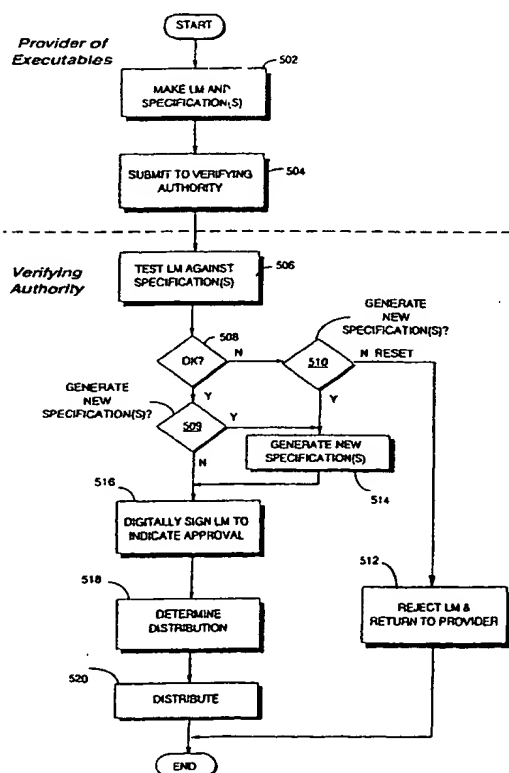 START
Provider of
Executables
502
MAKE LM AND
SPECIFICATION(S)
SUBMIT TO VERIFYING
AUTHORITY
504
Verifying
Authority
TEST LM AGAINST
SPECIFICATION(S)
506
GENERATE
NEW
SPECIFICATION(S)?
508
OK?
N
510
N RESET
GENERATE
NEW
SPECIFICATION(S)?
Y
Y
509
Y
N
GENERATE NEW
SPECIFICATION(S)
514
516
DIGITALLY SIGN LM TO
INDICATE APPROVAL
518
DETERMINE
DISTRIBUTION
512
REJECT LM &
RETURN TO PROVIDER
520
DISTRIBUTE
END